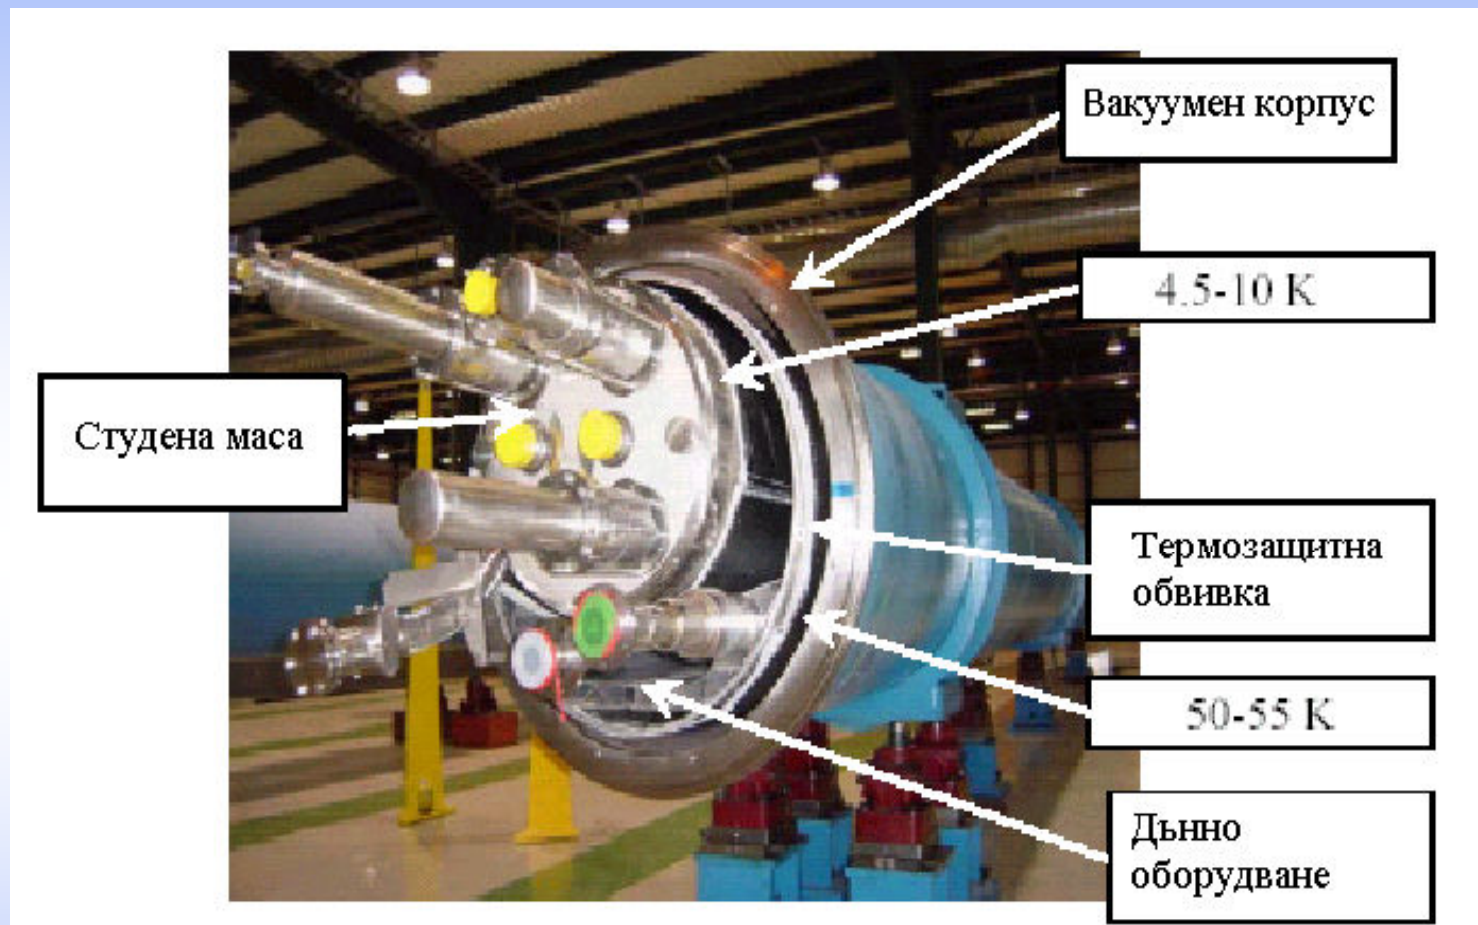 Вакуумен корпус
4.5-10 K
Студена маса
Термозащитна
обвивка
50-55 K
Дънно
оборудване